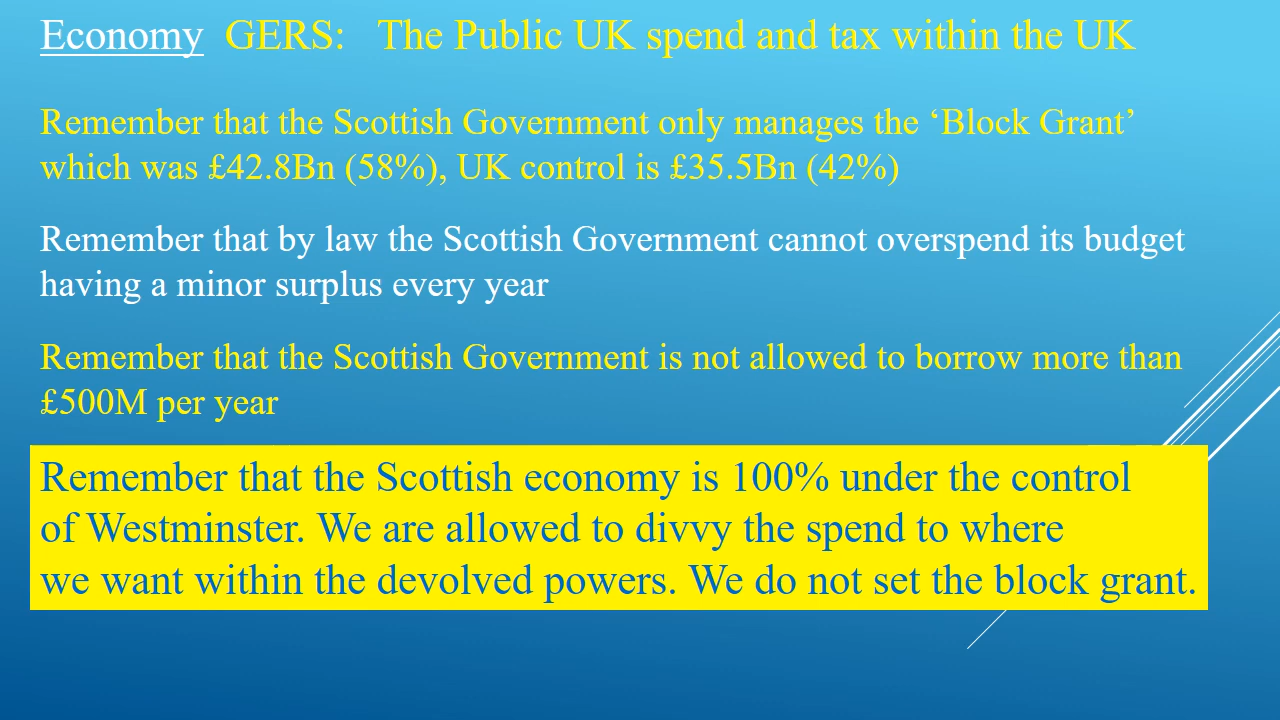 Economy GERS: The Public UK spend and tax within the UK
Remember that the Scottish Government only manages the ‘Block Grant’
which was £42.8Bn (58%), UK control is £35.5Bn (42%)
Remember that by law the Scottish Government cannot overspend its budget
having a minor surplus every year
Remember that the Scottish Government is not allowed to borrow more than
£500M per year
Remember that the Scottish economy is 100% under the control
of Westminster. We are allowed to divvy the spend to where
we want within the devolved powers. We do not set the block grant.